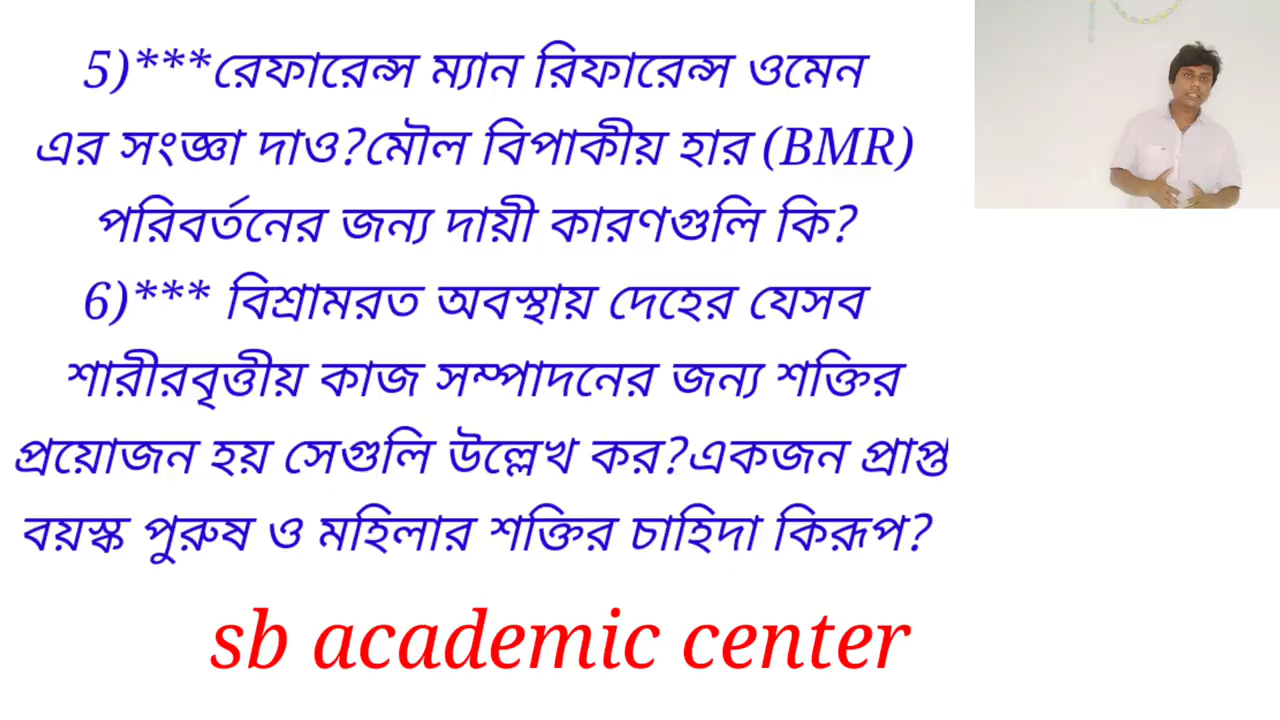 5)***রেফারেন্স ম্যান রিফারেন্স ওমেন
এর সংজ্ঞা দাও?মৌল বিপাকীয় হার (BMR)
পরিবর্তনের জন্য দায়ী কারণগুলি কি?
6)*** বিশ্রামরত অবস্থায় দেহের যেসব
শারীরবৃত্তীয় কাজ সম্পাদনের জন্য শক্তির
প্রয়োজন হয় সেগুলি উল্লেখ কর?একজন প্রাপ্ত
বয়স্ক পুরুষ ও মহিলার শক্তির চাহিদা কিরূপ?
sb academic center